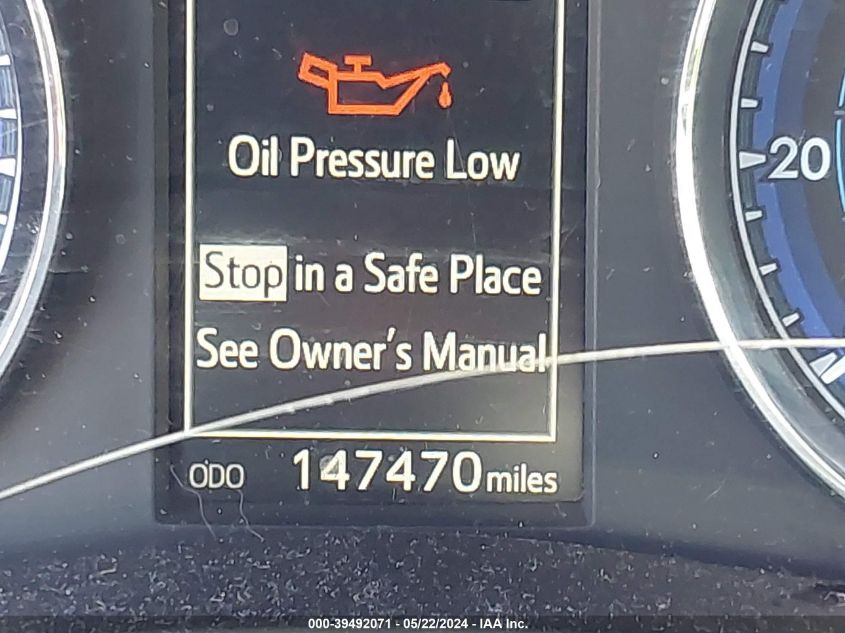 Oil Pressure Low
20
Stop in a Safe Place
See Owner's Manual
ODO 147470 miles
000-39492071 - 05/22/2024 - IAA Inc.